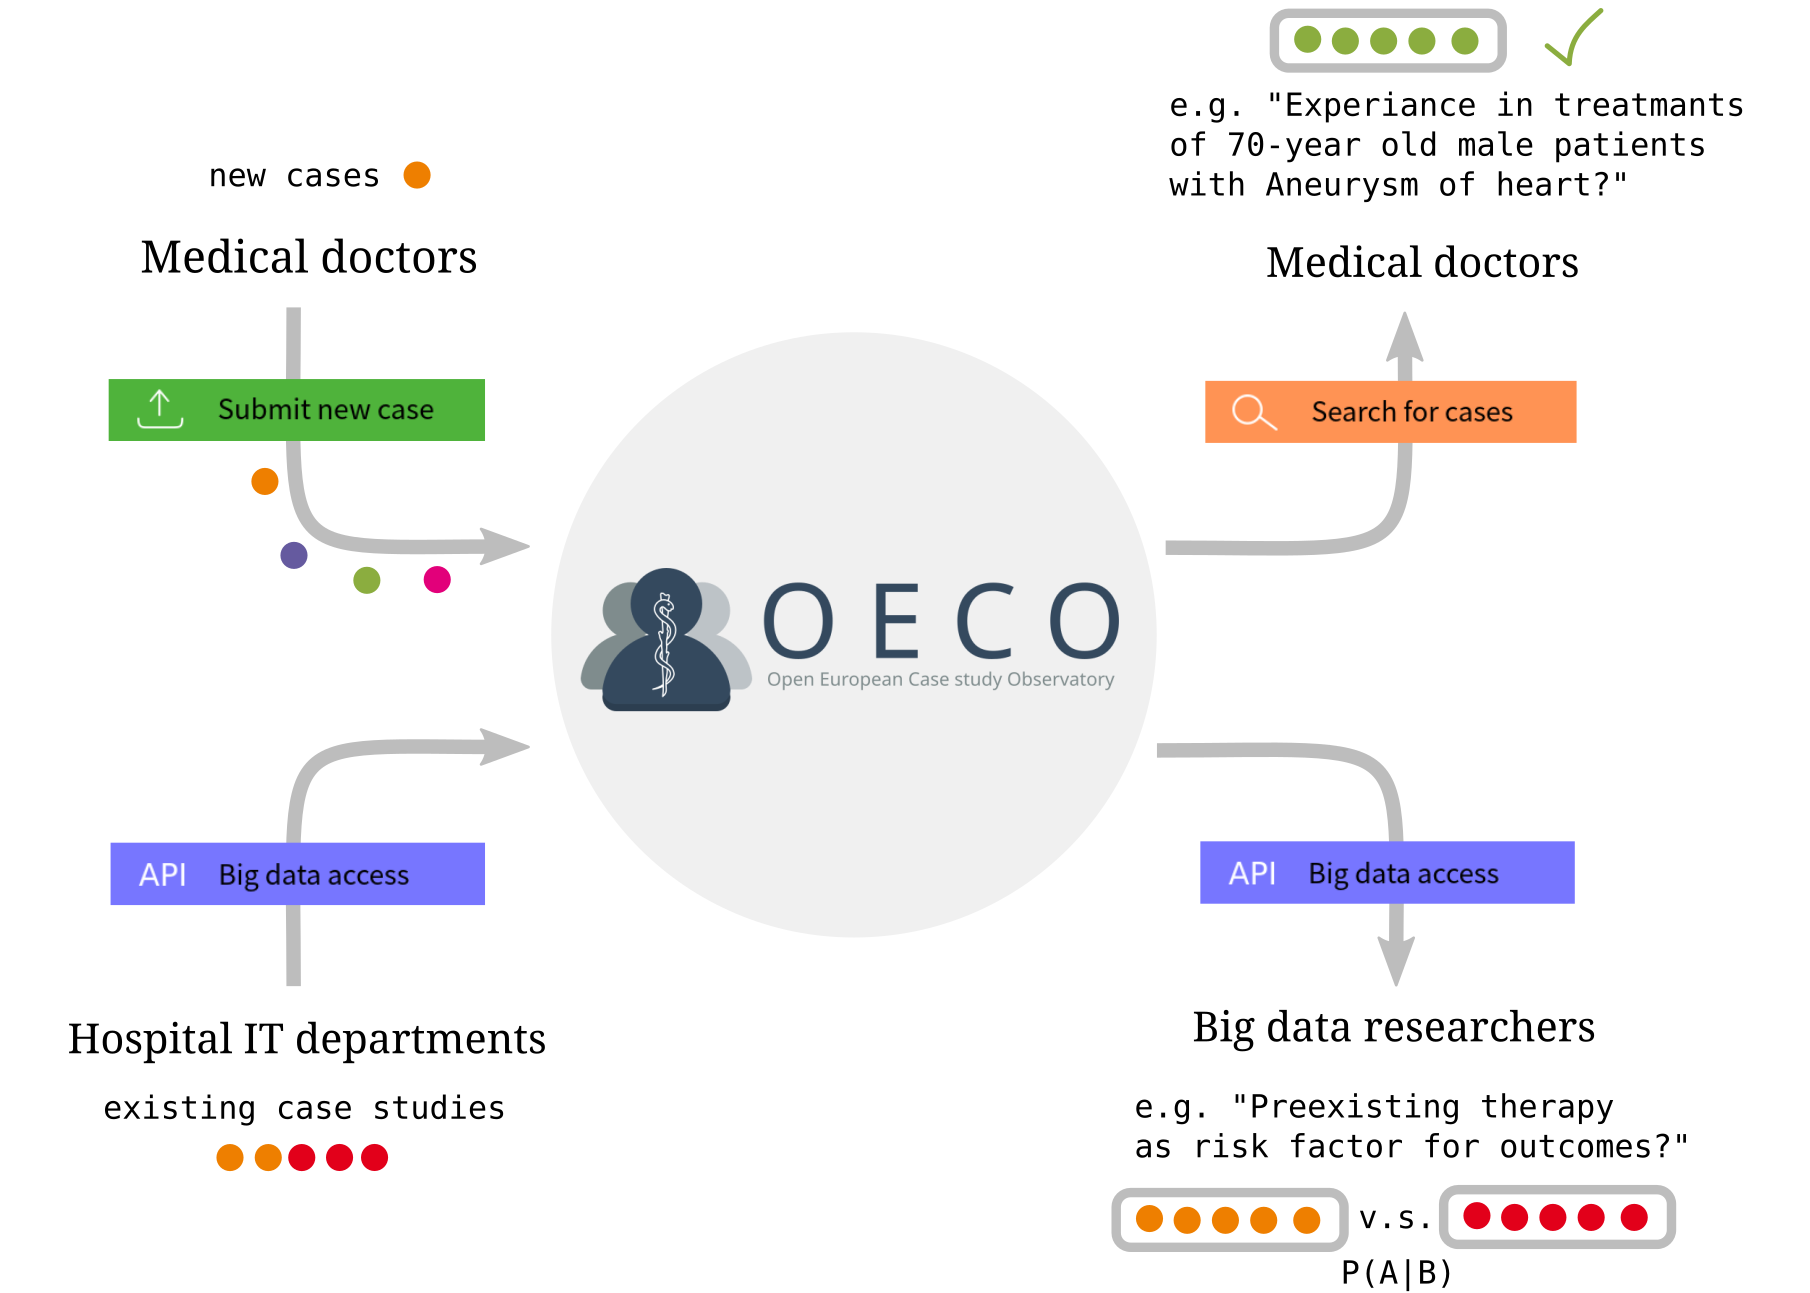 new cases
Medical doctors
Submit new case
e.g. "Experiance in treatmants
of 70-year old male patients
with Aneurysm of heart?"
Medical doctors
Search for cases
OECO
Open European Case study Observatory
API Big data access
Hospital IT departments
existing case studies
API Big data access
Big data researchers
e.g. "Preexisting therapy
as risk factor for outcomes?"
v.s.
P(A|B)